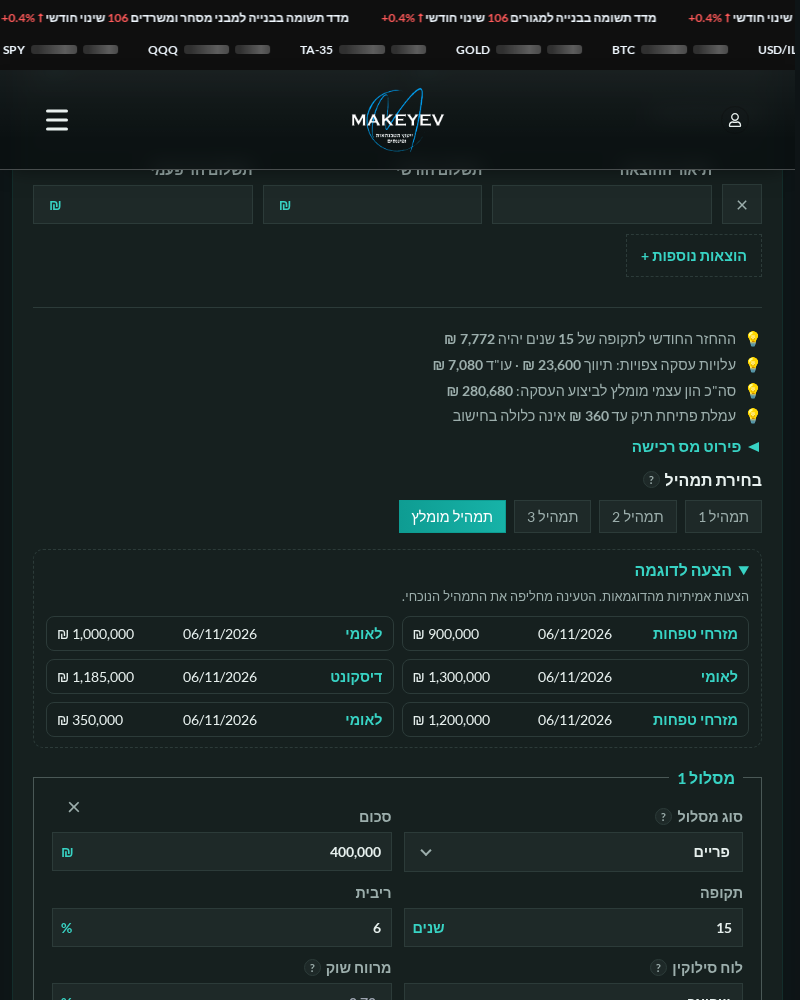 שינוי חודשי ↑ +0.4% מדד תשומה בבנייה למגורים 106 שינוי חודשי ↑ +0.4% מדד תשומה בבנייה למבני מסחר ומשרדים 106 שינוי חודשי ↑ +0.4%
SPY QQQ TA-35 GOLD BTC USD/IL
MAKEYEV
תיאור ההוצאה תשלום חודשי תשלום חד פעמי
× ₪ ₪
הוצאות נוספות +
💡 ההחזר החודשי לתקופה של 15 שנים יהיה 7,772 ₪
💡 עלויות עסקה צפויות: תיווך 23,600 ₪ · עו"ד 7,080 ₪
💡 סה"כ הון עצמי מומלץ לביצוע העסקה: 280,680 ₪
💡 עמלת פתיחת תיק עד 360 ₪ אינה כלולה בחישוב
◀ פירוט מס רכישה
בחירת תמהיל ?
תמהיל 1 תמהיל 2 תמהיל 3 תמהיל מומלץ
▼ הצעה לדוגמה
הצעות אמיתיות מהדוגמאות. הטעינה מחליפה את התמהיל הנוכחי.
מזרחי טפחות 06/11/2026 900,000 ₪ לאומי 06/11/2026 1,000,000 ₪
לאומי 06/11/2026 1,300,000 ₪ דיסקונט 06/11/2026 1,185,000 ₪
מזרחי טפחות 06/11/2026 1,200,000 ₪ לאומי 06/11/2026 350,000 ₪
מסלול 1
×
סוג מסלול ? סכום
פריים 400,000 ₪
תקופה ריבית
15 שנים 6 %
לוח סילוקין ? מרווח שוק ?